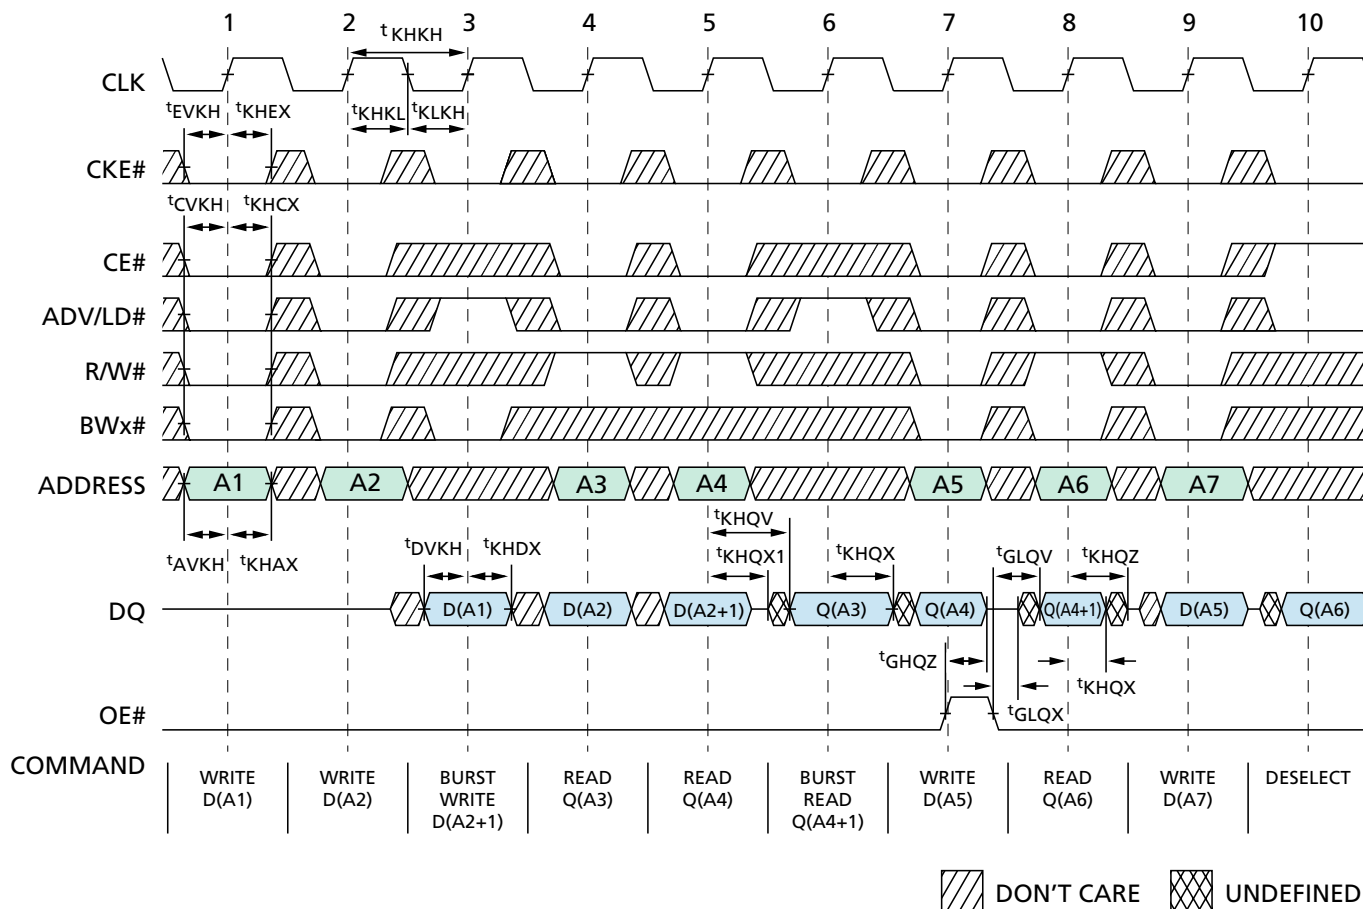 1 2 3 4 5 6 7 8 9 10
tKHKH
CLK
tEVKH tKHEX tKHKL tKLKH
CKE#
tCVKH tKHCX
CE#
ADV/LD#
R/W#
BWx#
ADDRESS A1 A2 A3 A4 A5 A6 A7
tKHQV
tAVKH tKHAX tDVKH tKHDX tKHQX1 tKHQX tGLQV tKHQZ
DQ D(A1) D(A2) D(A2+1) Q(A3) Q(A4) Q(A4+1) D(A5) Q(A6)
tGHQZ tKHQX
OE# tGLQX
COMMAND
WRITE WRITE BURST READ READ BURST WRITE READ WRITE DESELECT
D(A1) D(A2) WRITE Q(A3) Q(A4) READ D(A5) Q(A6) D(A7)
D(A2+1) Q(A4+1)
DON'T CARE UNDEFINED